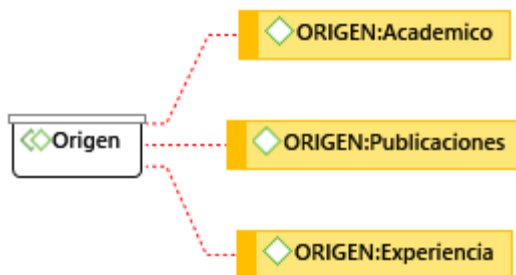 ORIGEN:Academico
Origen
ORIGEN:Publicaciones
ORIGEN:Experiencia